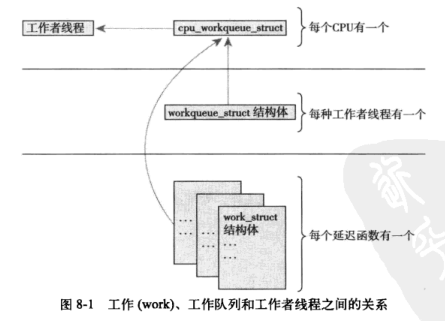 工作者线程
cpu_workqueue_struct
每个CPU有一个
workqueue_struct 结构体
每种工作者线程有一个
...
...
...
...
work_struct
结构体
...
...
每个延迟函数有一个
图 8-1 工作 (work)、工作队列和工作者线程之间的关系